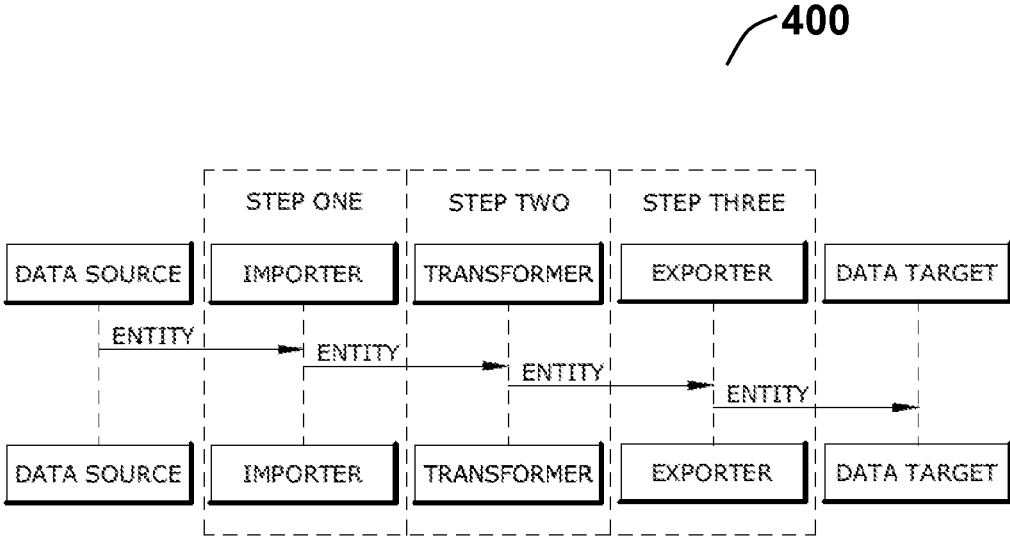 400
STEP ONE
STEP TWO
STEP THREE
DATA SOURCE
IMPORTER
TRANSFORMER
EXPORTER
DATA TARGET
ENTITY
ENTITY
ENTITY
ENTITY
DATA SOURCE
IMPORTER
TRANSFORMER
EXPORTER
DATA TARGET